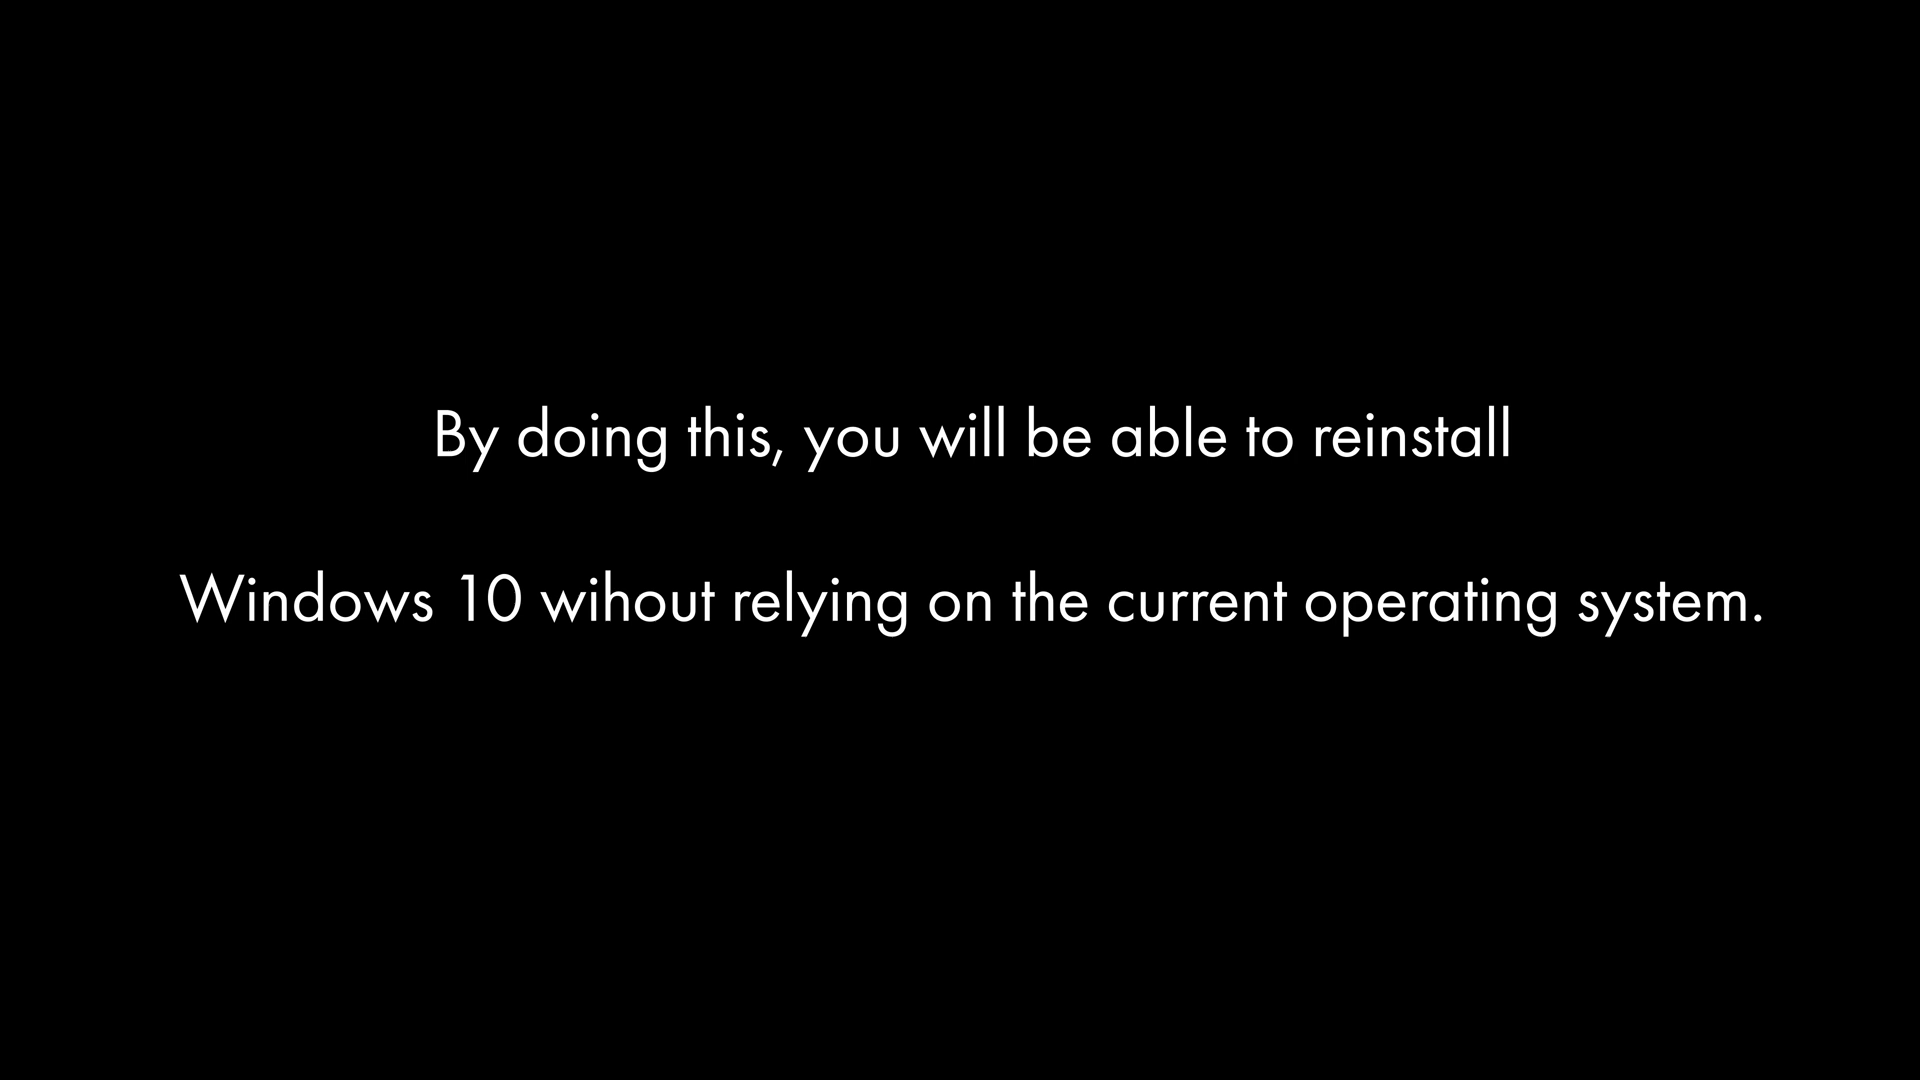 By doing this, you will be able to reinstall
Windows 10 wihout relying on the current operating system.